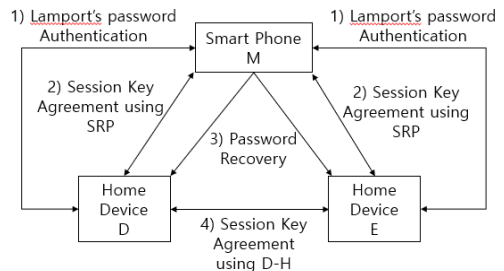 1) Lamport's password
Authentication
1) Lamport's password
Authentication
Smart Phone
M
2) Session Key
Agreement using
SRP
2) Session Key
Agreement using
SRP
3) Password
Recovery
Home
Device
D
4) Session Key
Agreement
using D-H
Home
Device
E